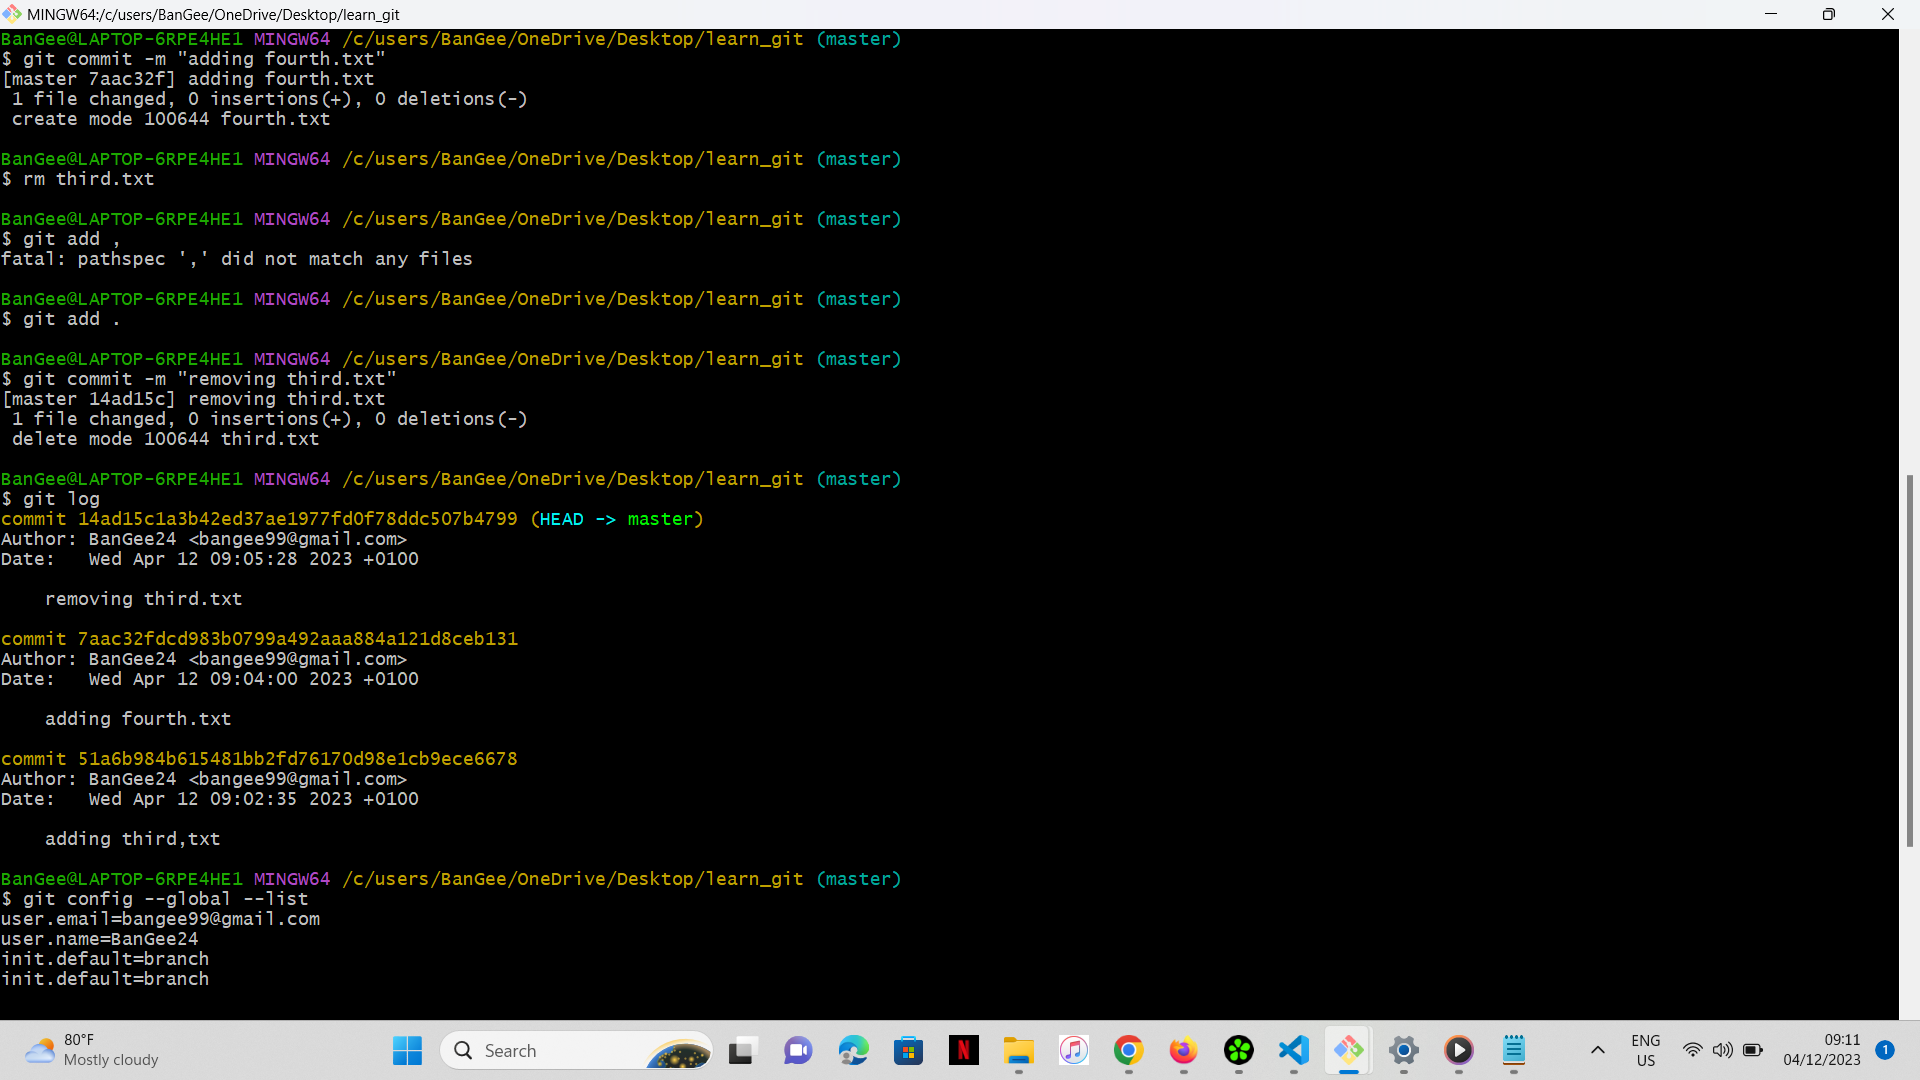 MINGW64:/c/users/BanGee/OneDrive/Desktop/learn_git
BanGee@LAPTOP-6RPE4HE1 MINGW64 /c/users/BanGee/OneDrive/Desktop/learn_git (master)
$ git commit -m "adding fourth.txt"
[master 7aac32f] adding fourth.txt
 1 file changed, 0 insertions(+), 0 deletions(-)
 create mode 100644 fourth.txt
BanGee@LAPTOP-6RPE4HE1 MINGW64 /c/users/BanGee/OneDrive/Desktop/learn_git (master)
$ rm third.txt
BanGee@LAPTOP-6RPE4HE1 MINGW64 /c/users/BanGee/OneDrive/Desktop/learn_git (master)
$ git add ,
fatal: pathspec ',' did not match any files
BanGee@LAPTOP-6RPE4HE1 MINGW64 /c/users/BanGee/OneDrive/Desktop/learn_git (master)
$ git add .
BanGee@LAPTOP-6RPE4HE1 MINGW64 /c/users/BanGee/OneDrive/Desktop/learn_git (master)
$ git commit -m "removing third.txt"
[master 14ad15c] removing third.txt
 1 file changed, 0 insertions(+), 0 deletions(-)
 delete mode 100644 third.txt
BanGee@LAPTOP-6RPE4HE1 MINGW64 /c/users/BanGee/OneDrive/Desktop/learn_git (master)
$ git log
commit 14ad15c1a3b42ed37ae1977fd0f78ddc507b4799 (HEAD -> master)
Author: BanGee24 <bangee99@gmail.com>
Date:   Wed Apr 12 09:05:28 2023 +0100
    removing third.txt
commit 7aac32fdcd983b0799a492aaa884a121d8ceb131
Author: BanGee24 <bangee99@gmail.com>
Date:   Wed Apr 12 09:04:00 2023 +0100
    adding fourth.txt
commit 51a6b984b615481bb2fd76170d98e1cb9ece6678
Author: BanGee24 <bangee99@gmail.com>
Date:   Wed Apr 12 09:02:35 2023 +0100
    adding third,txt
BanGee@LAPTOP-6RPE4HE1 MINGW64 /c/users/BanGee/OneDrive/Desktop/learn_git (master)
$ git config --global --list
user.email=bangee99@gmail.com
user.name=BanGee24
init.default=branch
init.default=branch
80°F
Mostly cloudy
Search
N
ENG
US
09:11
04/12/2023
1